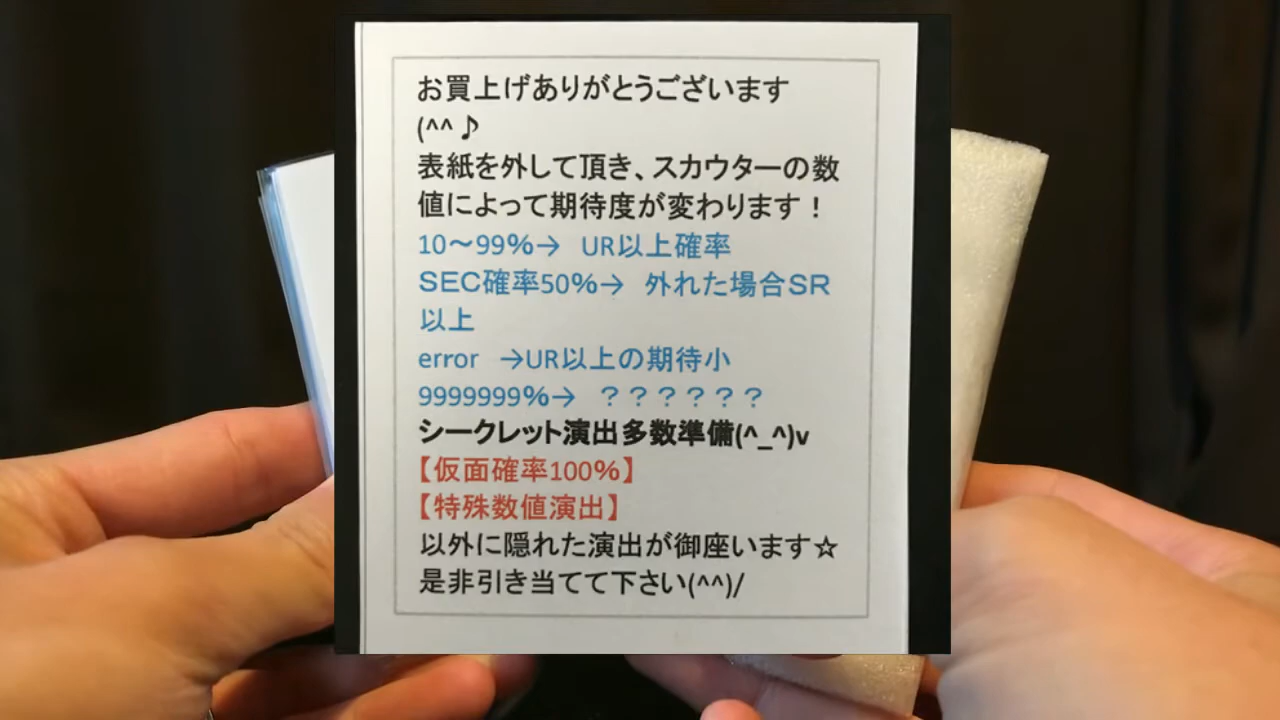 お買上げありがとうございます
(^^♪
表紙を外して頂き、スカウターの数
値によって期待度が変わります！
10～99%→ UR以上確率
SEC確率50%→ 外れた場合SR
以上
error →UR以上の期待小
9999999%→ ？？？？？？
シークレット演出多数準備(^_^)v
【仮面確率100%】
【特殊数値演出】
以外に隠れた演出が御座います☆
是非引き当てて下さい(^^)/